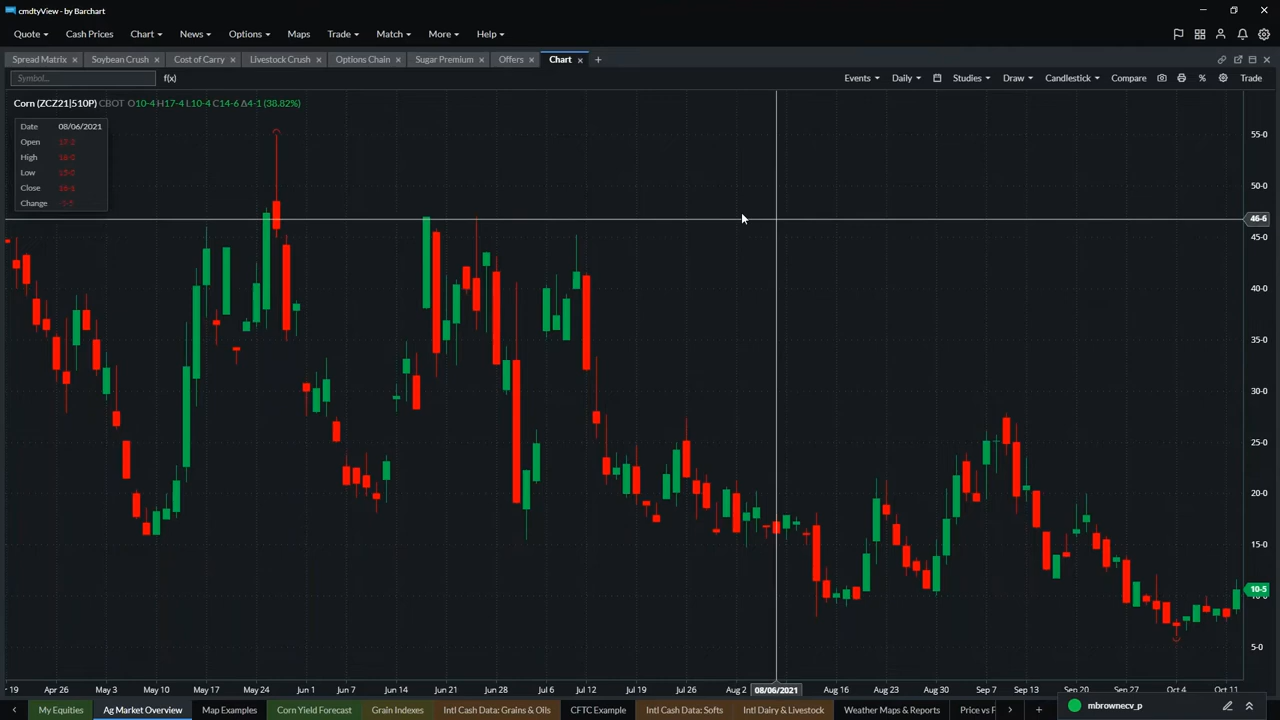 cmdtyView - by Barchart
Quote Cash Prices Chart News Options Maps Trade Match More Help
Spread Matrix × Soybean Crush × Cost of Carry × Livestock Crush × Options Chain × Sugar Premium × Offers × Chart × +
Symbol... f(x) Events Daily Studies Draw Candlestick Compare % Trade
Corn (ZCZ21|510P) CBOT O10-4 H17-4 L10-4 C14-6 Δ4-1 (38.82%)
Date 08/06/2021
Open
High
Low
Close
Change
55-0
50-0
46-6
45-0
40-0
35-0
30-0
25-0
20-0
15-0
10-5
5-0
19 Apr 26 May 3 May 10 May 17 May 24 Jun 1 Jun 7 Jun 14 Jun 21 Jun 28 Jul 6 Jul 12 Jul 19 Jul 26 Aug 2 08/06/2021 Aug 16 Aug 23 Aug 30 Sep 7 Sep 13 Sep 20 Sep 27 Oct 4 Oct 11
My Equities Ag Market Overview Map Examples Corn Yield Forecast Grain Indexes Intl Cash Data: Grains & Oils CFTC Example Intl Cash Data: Softs Intl Dairy & Livestock Weather Maps & Reports Price vs F + mbrownecv_p